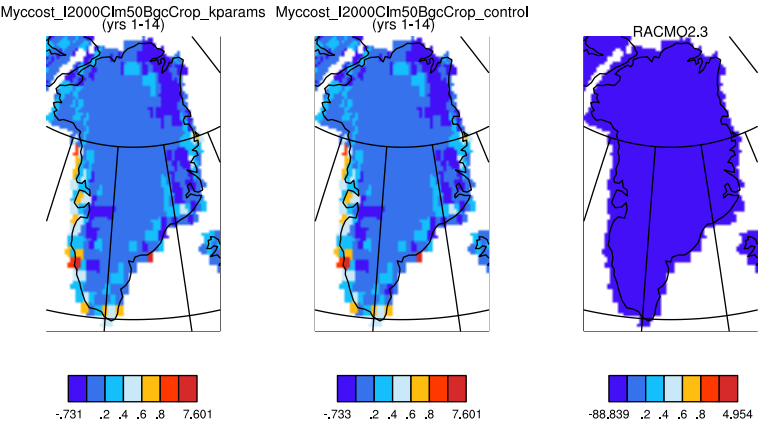 Myccost_I2000Clm50BgcCrop_kparams
(yrs 1-14)
Myccost_I2000Clm50BgcCrop_control
(yrs 1-14)
RACMO2.3
-.731 .2 .4 .6 .8 7.601
-.733 .2 .4 .6 .8 7.601
-88.839 .2 .4 .6 .8 4.954